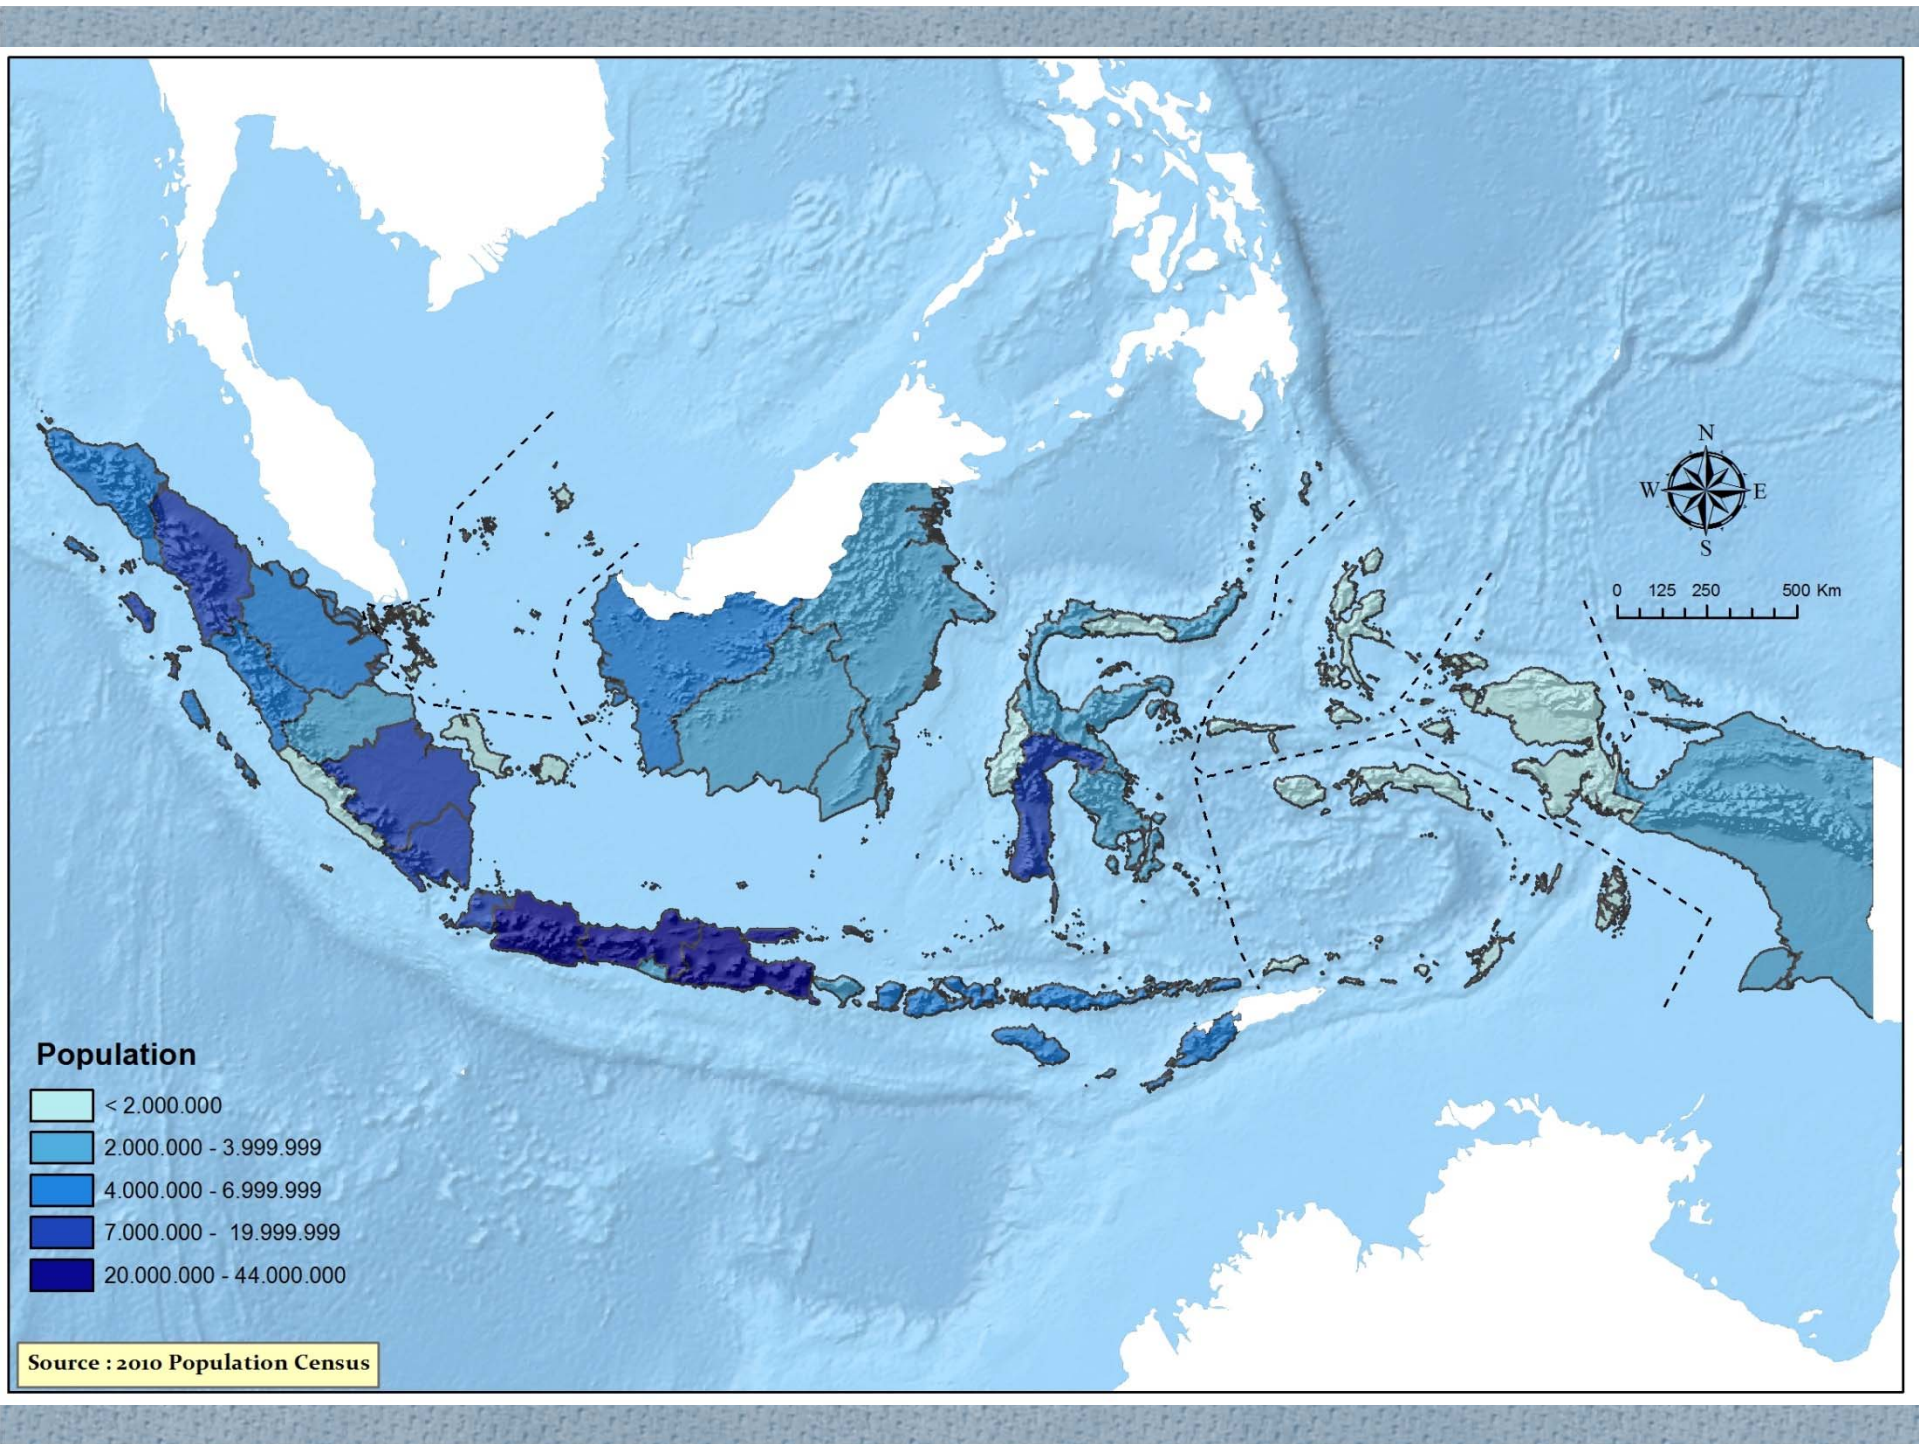 N
W E
S
0 125 250 500 Km
Population
< 2.000.000
2.000.000 - 3.999.999
4.000.000 - 6.999.999
7.000.000 - 19.999.999
20.000.000 - 44.000.000
Source : 2010 Population Census